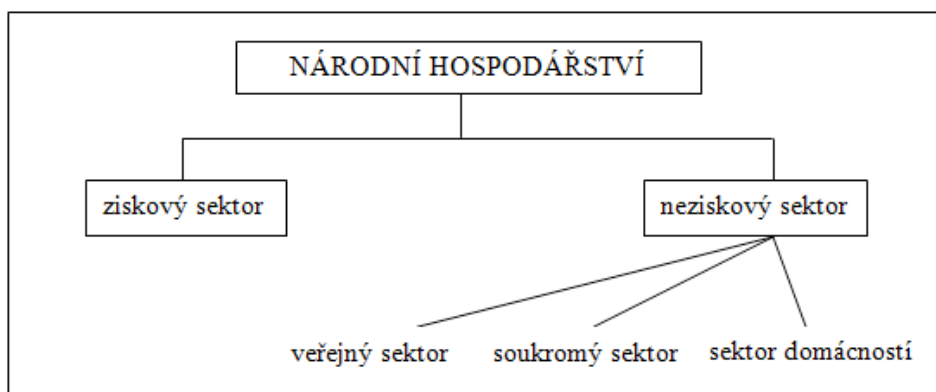 NÁRODNÍ HOSPODÁŘSTVÍ
ziskový sektor
neziskový sektor
veřejný sektor
soukromý sektor
sektor domácností